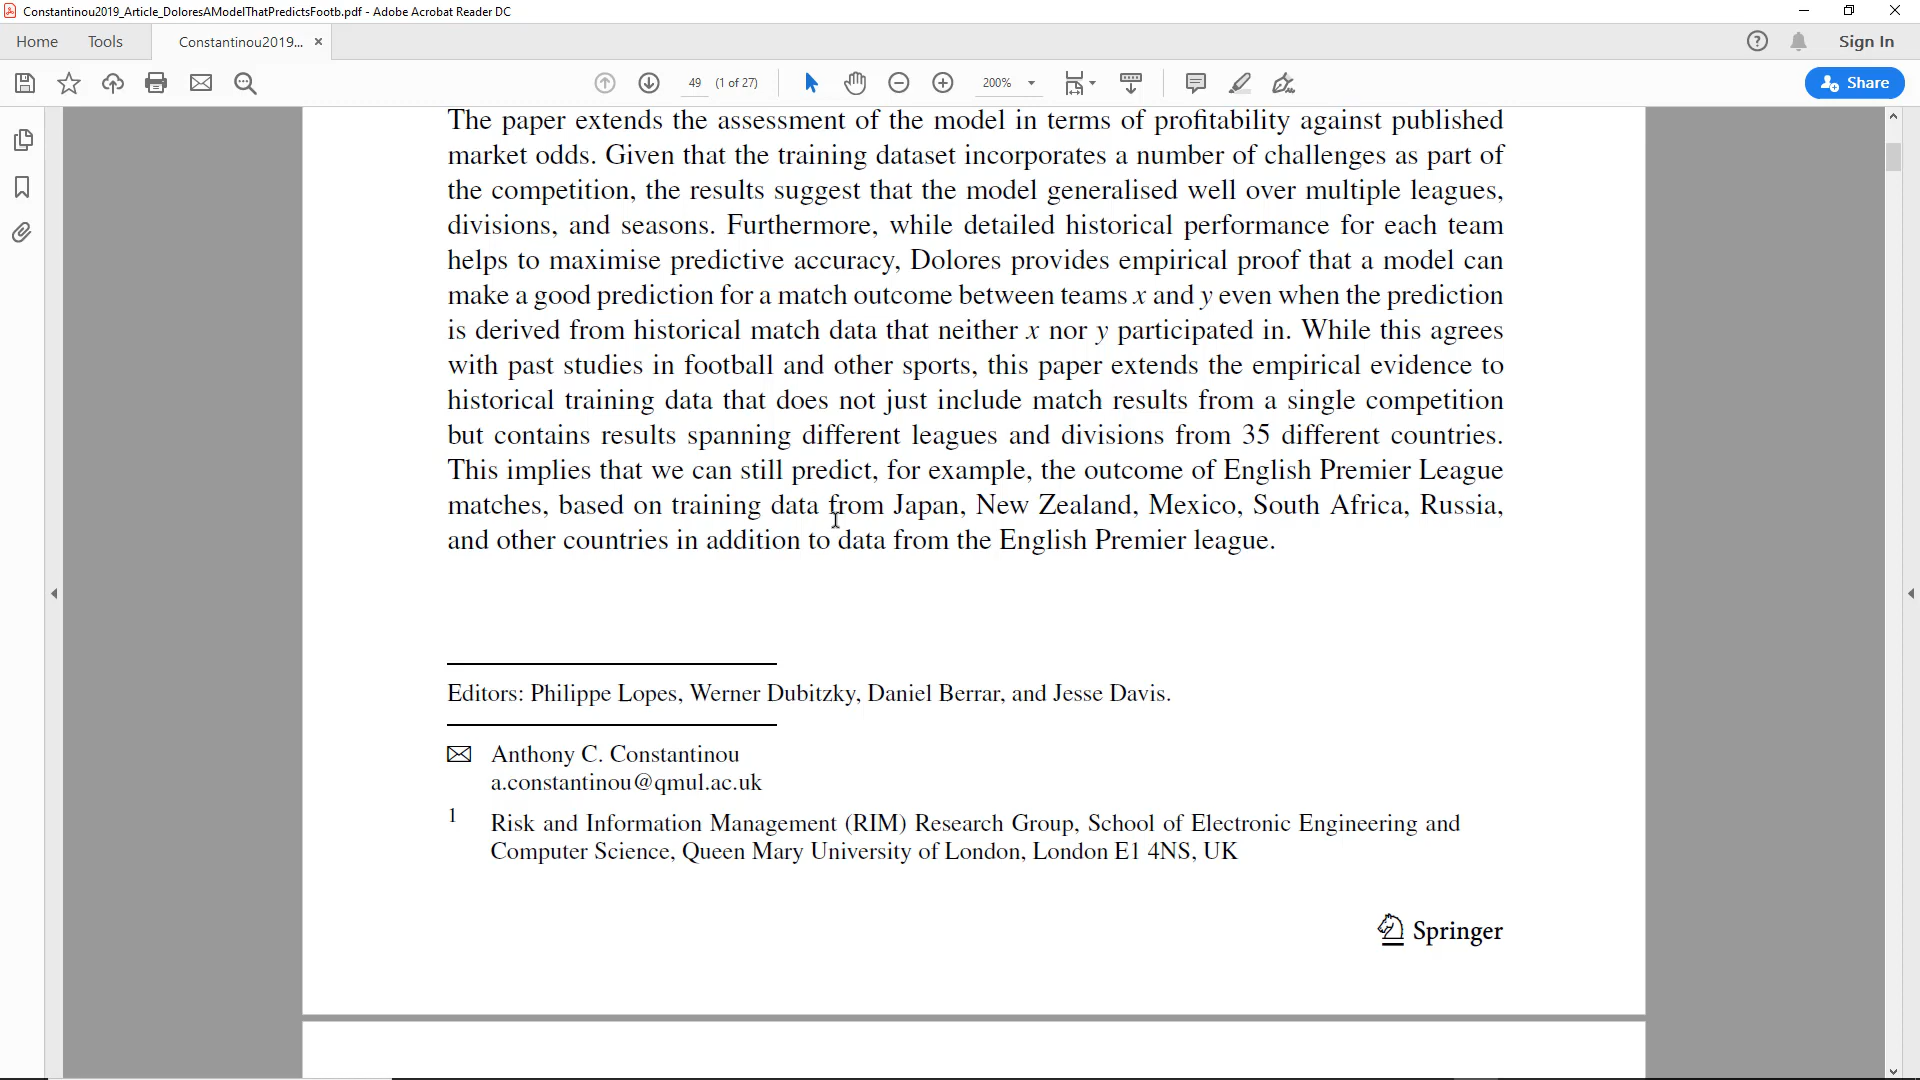 Constantinou2019_Article_DoloresAModelThatPredictsFootb.pdf - Adobe Acrobat Reader DC
Home Tools Constantinou2019... × Sign In
49 (1 of 27) 200% Share
The paper extends the assessment of the model in terms of profitability against published
market odds. Given that the training dataset incorporates a number of challenges as part of
the competition, the results suggest that the model generalised well over multiple leagues,
divisions, and seasons. Furthermore, while detailed historical performance for each team
helps to maximise predictive accuracy, Dolores provides empirical proof that a model can
make a good prediction for a match outcome between teams x and y even when the prediction
is derived from historical match data that neither x nor y participated in. While this agrees
with past studies in football and other sports, this paper extends the empirical evidence to
historical training data that does not just include match results from a single competition
but contains results spanning different leagues and divisions from 35 different countries.
This implies that we can still predict, for example, the outcome of English Premier League
matches, based on training data from Japan, New Zealand, Mexico, South Africa, Russia,
and other countries in addition to data from the English Premier league.
Editors: Philippe Lopes, Werner Dubitzky, Daniel Berrar, and Jesse Davis.
Anthony C. Constantinou
a.constantinou@qmul.ac.uk
1 Risk and Information Management (RIM) Research Group, School of Electronic Engineering and
Computer Science, Queen Mary University of London, London E1 4NS, UK
Springer